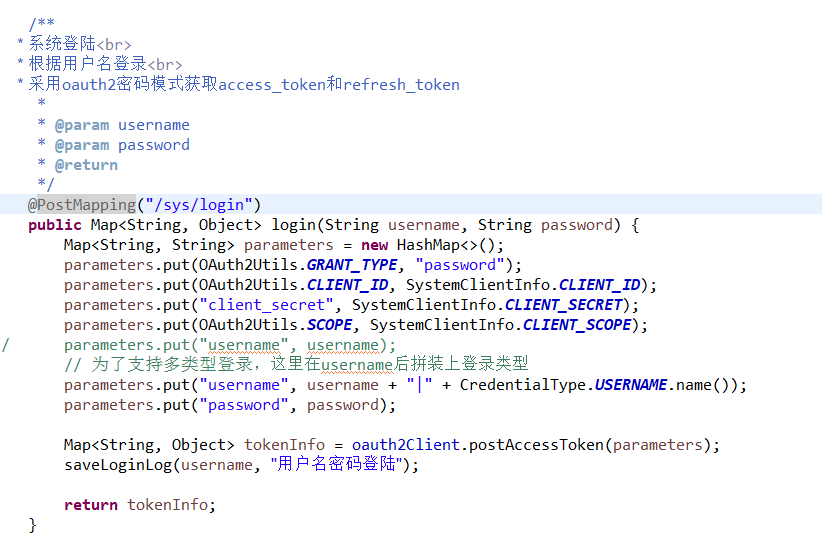 /**
* 系统登陆<br>
* 根据用户名登录<br>
* 采用oauth2密码模式获取access_token和refresh_token
*
* @param username
* @param password
* @return
*/
@PostMapping("/sys/login")
public Map<String, Object> login(String username, String password) {
Map<String, String> parameters = new HashMap<>();
parameters.put(OAuth2Utils.GRANT_TYPE, "password");
parameters.put(OAuth2Utils.CLIENT_ID, SystemClientInfo.CLIENT_ID);
parameters.put("client_secret", SystemClientInfo.CLIENT_SECRET);
parameters.put(OAuth2Utils.SCOPE, SystemClientInfo.CLIENT_SCOPE);
/ parameters.put("username", username);
// 为了支持多类型登录，这里在username后拼装上登录类型
parameters.put("username", username + "|" + CredentialType.USERNAME.name());
parameters.put("password", password);
Map<String, Object> tokenInfo = oauth2Client.postAccessToken(parameters);
saveLoginLog(username, "用户名密码登陆");
return tokenInfo;
}